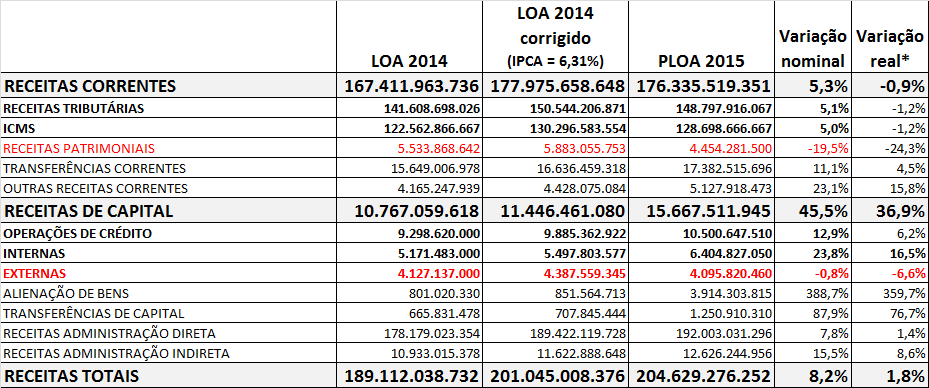 LOA 2014 LOA 2014 corrigido (IPCA = 6,31%) PLOA 2015 Variação nominal Variação real*
RECEITAS CORRENTES 167.411.963.736 177.975.658.648 176.335.519.351 5,3% -0,9%
RECEITAS TRIBUTÁRIAS 141.608.698.026 150.544.206.871 148.797.916.067 5,1% -1,2%
ICMS 122.562.866.667 130.296.583.554 128.698.666.667 5,0% -1,2%
RECEITAS PATRIMONIAIS 5.533.868.642 5.883.055.753 4.454.281.500 -19,5% -24,3%
TRANSFERÊNCIAS CORRENTES 15.649.006.978 16.636.459.318 17.382.515.696 11,1% 4,5%
OUTRAS RECEITAS CORRENTES 4.165.247.939 4.428.075.084 5.127.918.473 23,1% 15,8%
RECEITAS DE CAPITAL 10.767.059.618 11.446.461.080 15.667.511.945 45,5% 36,9%
OPERAÇÕES DE CRÉDITO 9.298.620.000 9.885.362.922 10.500.647.510 12,9% 6,2%
INTERNAS 5.171.483.000 5.497.803.577 6.404.827.050 23,8% 16,5%
EXTERNAS 4.127.137.000 4.387.559.345 4.095.820.460 -0,8% -6,6%
ALIENAÇÃO DE BENS 801.020.330 851.564.713 3.914.303.815 388,7% 359,7%
TRANSFERÊNCIAS DE CAPITAL 665.831.478 707.845.444 1.250.910.310 87,9% 76,7%
RECEITAS ADMINISTRAÇÃO DIRETA 178.179.023.354 189.422.119.728 192.003.031.296 7,8% 1,4%
RECEITAS ADMINISTRAÇÃO INDIRETA 10.933.015.378 11.622.888.648 12.626.244.956 15,5% 8,6%
RECEITAS TOTAIS 189.112.038.732 201.045.008.376 204.629.276.252 8,2% 1,8%